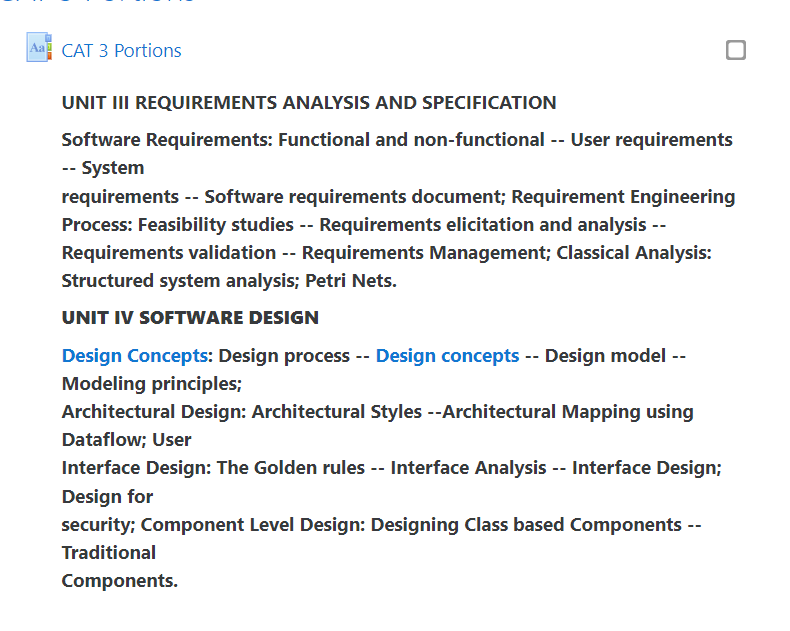 CAT 3 Portions
UNIT III REQUIREMENTS ANALYSIS AND SPECIFICATION
Software Requirements: Functional and non-functional -- User requirements
-- System
requirements -- Software requirements document; Requirement Engineering
Process: Feasibility studies -- Requirements elicitation and analysis --
Requirements validation -- Requirements Management; Classical Analysis:
Structured system analysis; Petri Nets.
UNIT IV SOFTWARE DESIGN
Design Concepts: Design process -- Design concepts -- Design model --
Modeling principles;
Architectural Design: Architectural Styles --Architectural Mapping using
Dataflow; User
Interface Design: The Golden rules -- Interface Analysis -- Interface Design;
Design for
security; Component Level Design: Designing Class based Components --
Traditional
Components.